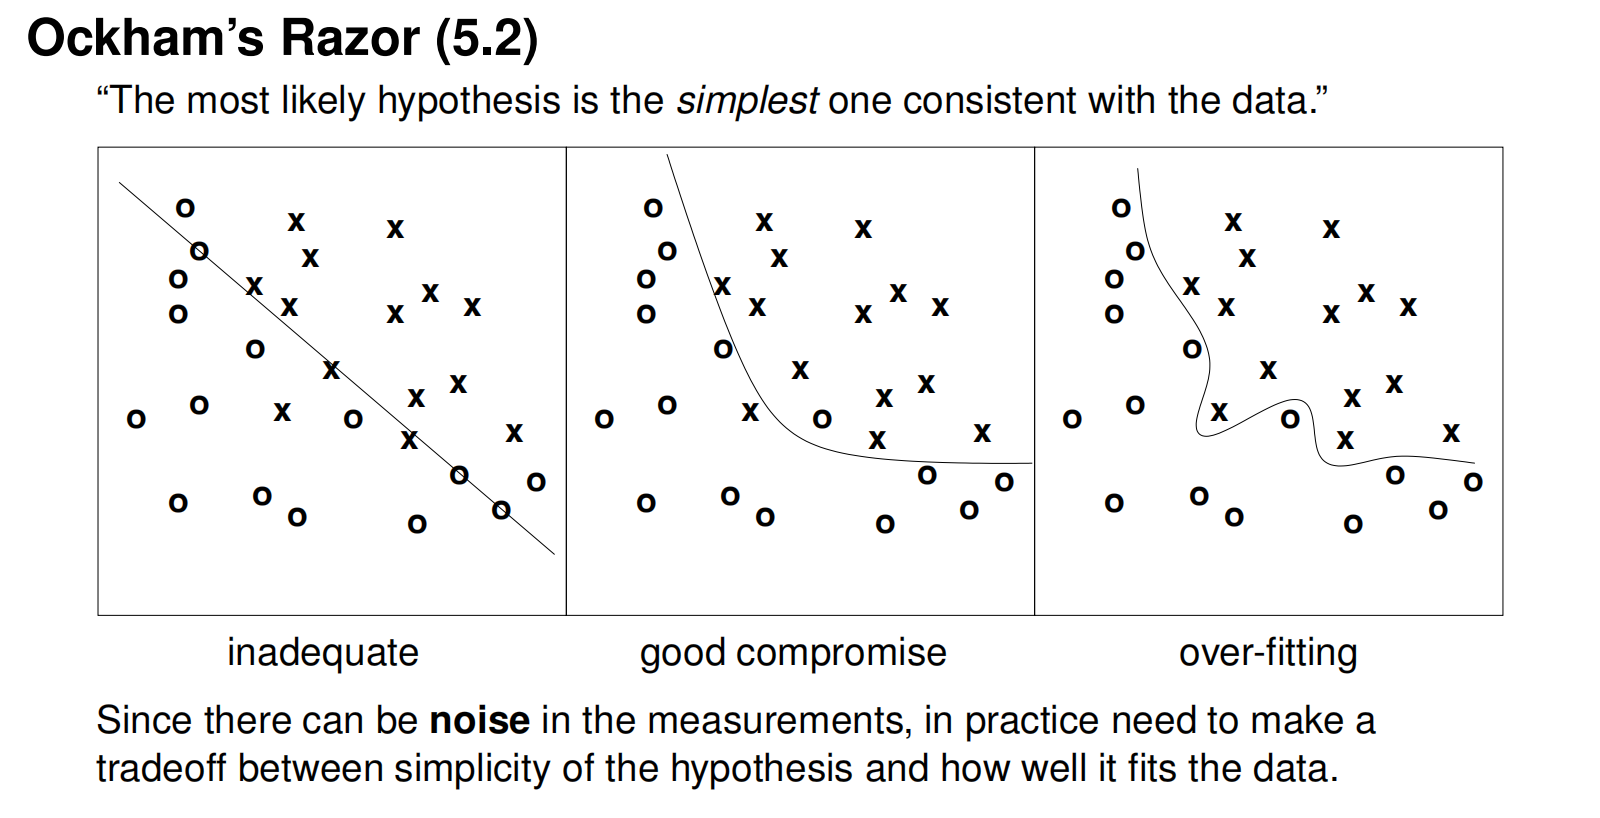 Ockham’s Razor (5.2)
“The most likely hypothesis is the simplest one consistent with the data.”
inadequate
good compromise
over-fitting
Since there can be noise in the measurements, in practice need to make a
tradeoff between simplicity of the hypothesis and how well it fits the data.